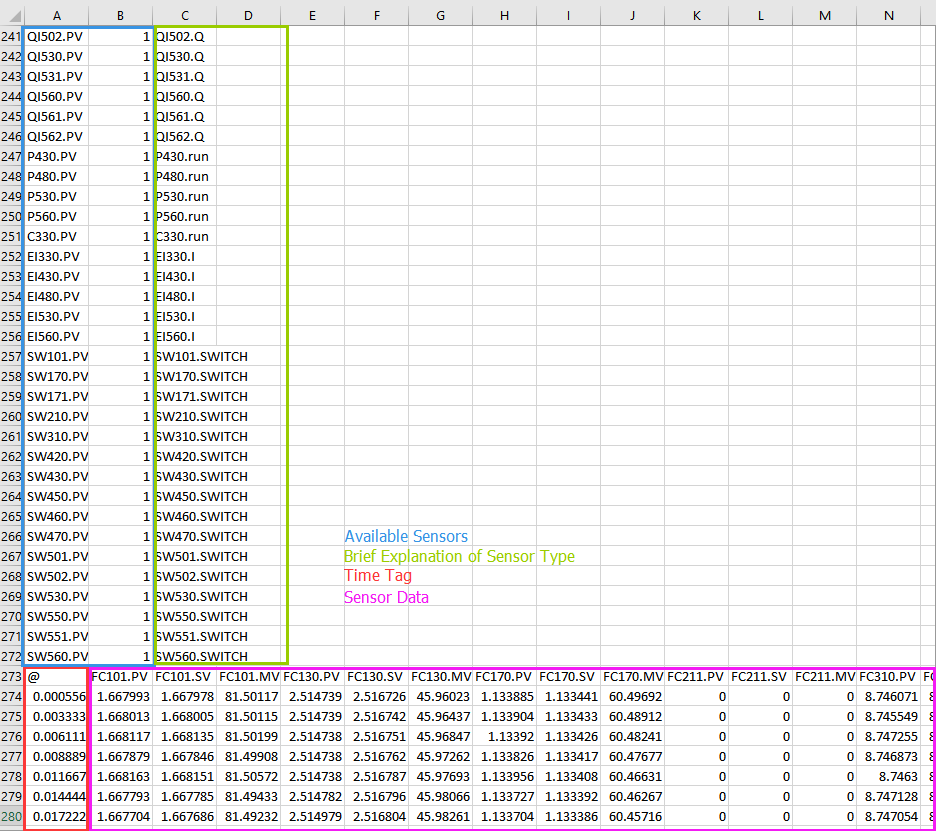 A B C D E F G H I J K L M N
241 QI502.PV 1 QI502.Q
242 QI530.PV 1 QI530.Q
243 QI531.PV 1 QI531.Q
244 QI560.PV 1 QI560.Q
245 QI561.PV 1 QI561.Q
246 QI562.PV 1 QI562.Q
247 P430.PV 1 P430.run
248 P480.PV 1 P480.run
249 P530.PV 1 P530.run
250 P560.PV 1 P560.run
251 C330.PV 1 C330.run
252 EI330.PV 1 EI330.I
253 EI430.PV 1 EI430.I
254 EI480.PV 1 EI480.I
255 EI530.PV 1 EI530.I
256 EI560.PV 1 EI560.I
257 SW101.PV 1 SW101.SWITCH
258 SW170.PV 1 SW170.SWITCH
259 SW171.PV 1 SW171.SWITCH
260 SW210.PV 1 SW210.SWITCH
261 SW310.PV 1 SW310.SWITCH
262 SW420.PV 1 SW420.SWITCH
263 SW430.PV 1 SW430.SWITCH
264 SW450.PV 1 SW450.SWITCH
265 SW460.PV 1 SW460.SWITCH
266 SW470.PV 1 SW470.SWITCH Available Sensors
267 SW501.PV 1 SW501.SWITCH Brief Explanation of Sensor Type
268 SW502.PV 1 SW502.SWITCH Time Tag
269 SW530.PV 1 SW530.SWITCH Sensor Data
270 SW550.PV 1 SW550.SWITCH
271 SW551.PV 1 SW551.SWITCH
272 SW560.PV 1 SW560.SWITCH
273 @ FC101.PV FC101.SV FC101.MV FC130.PV FC130.SV FC130.MV FC170.PV FC170.SV FC170.MV FC211.PV FC211.SV FC211.MV FC310.PV
274 0.000556 1.667993 1.667978 81.50117 2.514739 2.516726 45.96023 1.133885 1.133441 60.49692 0 0 0 8.746071
275 0.003333 1.668013 1.668005 81.50115 2.514739 2.516742 45.96437 1.133904 1.133433 60.48912 0 0 0 8.745549
276 0.006111 1.668117 1.668135 81.50199 2.514738 2.516751 45.96847 1.13392 1.133426 60.48241 0 0 0 8.747255
277 0.008889 1.667879 1.667846 81.49908 2.514738 2.516762 45.97262 1.133826 1.133417 60.47677 0 0 0 8.746873
278 0.011667 1.668163 1.668151 81.50572 2.514738 2.516787 45.97693 1.133956 1.133408 60.46631 0 0 0 8.7463
279 0.014444 1.667793 1.667785 81.49433 2.514782 2.516796 45.98066 1.133727 1.133392 60.46267 0 0 0 8.747128
280 0.017222 1.667704 1.667686 81.49232 2.514979 2.516804 45.98261 1.133704 1.133386 60.45716 0 0 0 8.747054